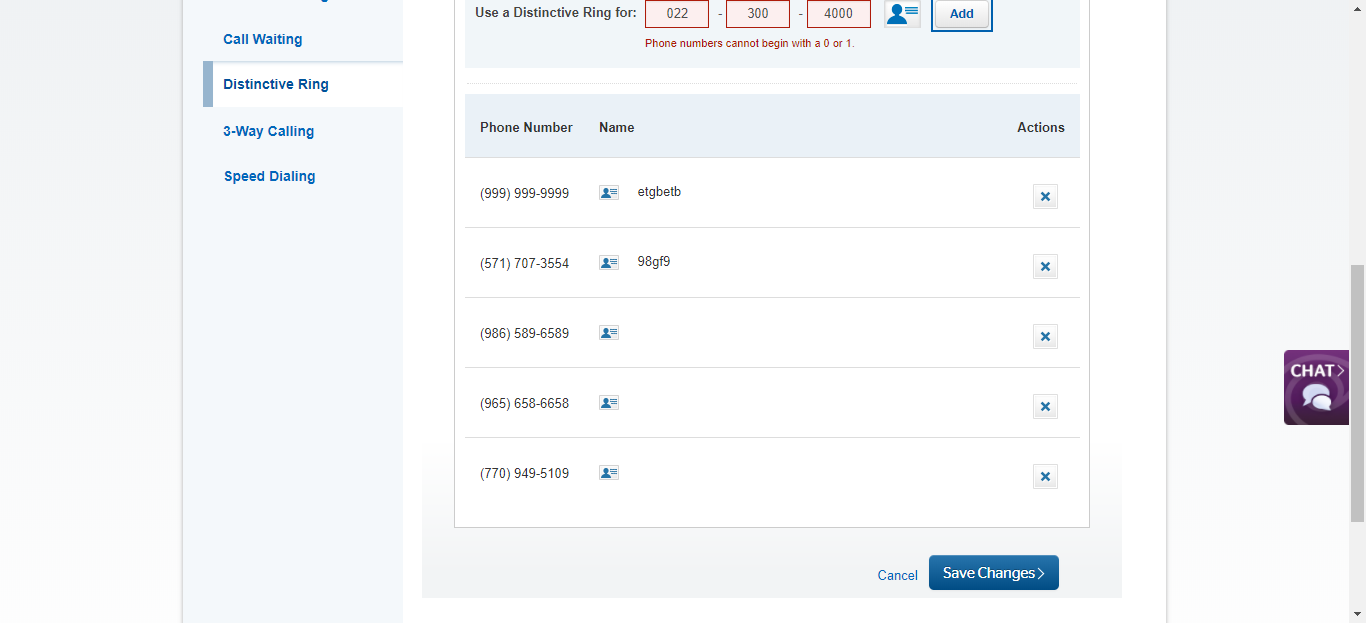 Use a Distinctive Ring for: 022 - 300 - 4000 Add
Phone numbers cannot begin with a 0 or 1.
Call Waiting
Distinctive Ring
3-Way Calling
Speed Dialing
Phone Number Name Actions
(999) 999-9999 etgbetb
(571) 707-3554 98gf9
(986) 589-6589
(965) 658-6658
(770) 949-5109
Cancel Save Changes
CHAT